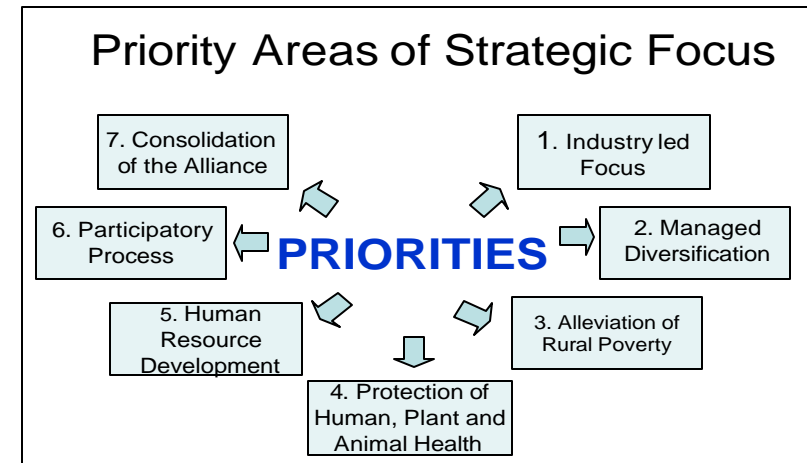 Priority Areas of Strategic Focus
7. Consolidation
of the Alliance
1. Industry led
Focus
6. Participatory
Process
PRIORITIES
2. Managed
Diversification
5. Human
Resource
Development
3. Alleviation of
Rural Poverty
4. Protection of
Human, Plant and
Animal Health